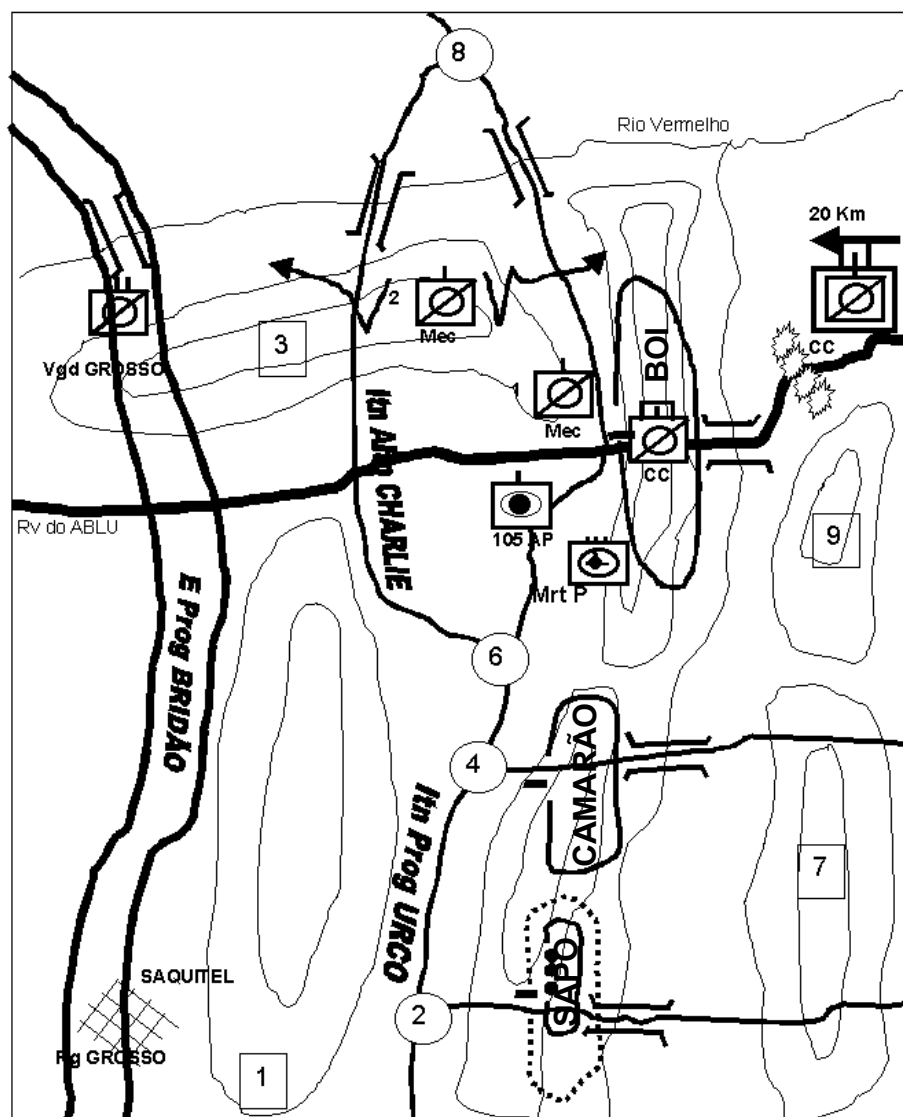 8
Rio Vermelho
20 Km
2
Mec
3
Vgd GROSSO
CC
BOI
1
Mec
CC
Itn Altn CHARLIE
Rv do ABLU
105 AP
9
Mrt P
E Prog BRIDÃO
6
CAMARÃO
4
Itn Prog URCO
7
SAPO
SAQUITEL
2
Rg GROSSO
1